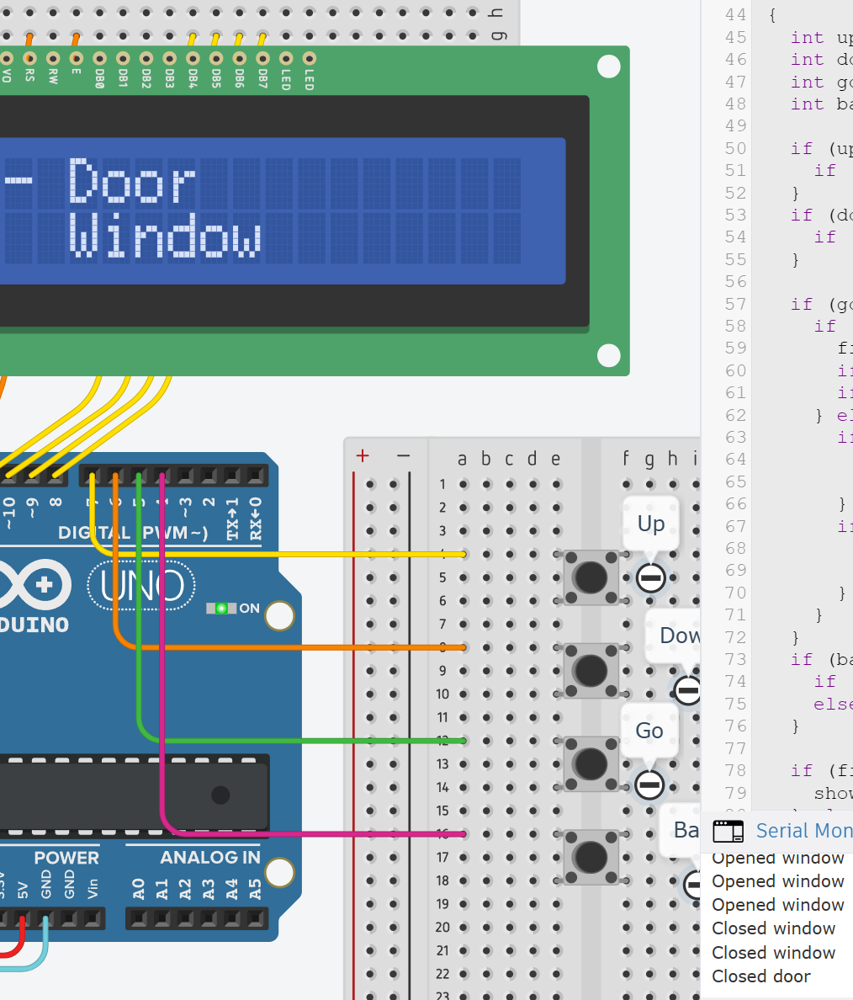 h
g
VO RS RW E DB0 DB1 DB2 DB3 DB4 DB5 DB6 DB7 LED LED
- Door
Window
~10 ~9 8 7 6 5 4 ~3 2 TX→1 RX←0
DIGITAL (PWM~)
UNO
ON
DUINO
POWER
ANALOG IN
3.3V 5V GND GND Vin A0 A1 A2 A3 A4 A5
+ − a b c d e f g h i
1
2
3
4
5
6
7
8
9
10
11
12
13
14
15
16
17
18
19
20
21
22
23
Up
Dow
Go
Ba
44 {
45 int up
46 int do
47 int go
48 int ba
49
50 if (up
51 if
52 }
53 if (do
54 if
55 }
56
57 if (go
58 if
59 fi
60 if
61 if
62 } el
63 if
64
65
66 }
67 if
68
69
70 }
71 }
72 }
73 if (ba
74 if
75 else
76 }
77
78 if (fi
79 show
Serial Mon
Opened window
Opened window
Opened window
Closed window
Closed window
Closed door